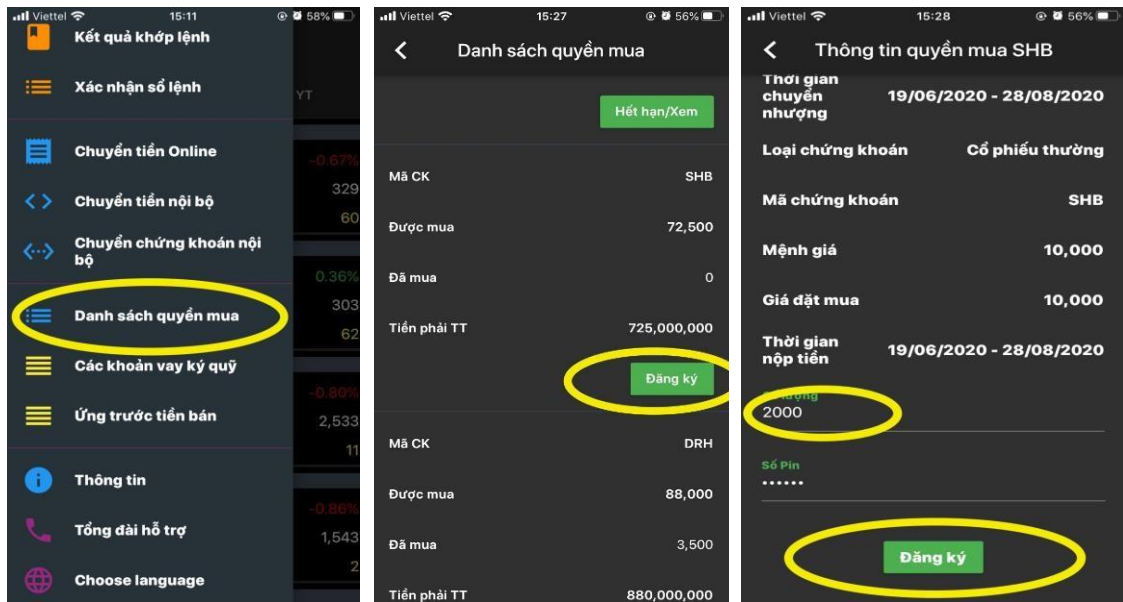 Viettel
15:11
58%
Kết quả khớp lệnh
Xác nhận sổ lệnh
YT
Chuyển tiền Online
-0.67%
329
Chuyển tiền nội bộ
60
Chuyển chứng khoán nội
bộ
0.36%
303
Danh sách quyền mua
62
Các khoản vay ký quỹ
-0.80%
Ứng trước tiền bán
2,533
11
Thông tin
-0.86%
Tổng đài hỗ trợ
1,543
2
Choose language
Viettel
15:27
56%
Danh sách quyền mua
Hết hạn/Xem
Mã CK SHB
Được mua 72,500
Đã mua 0
Tiền phải TT 725,000,000
Đăng ký
Mã CK DRH
Được mua 88,000
Đã mua 3,500
Tiền phải TT 880,000,000
Viettel
15:28
56%
Thông tin quyền mua SHB
Thời gian
chuyển 19/06/2020 - 28/08/2020
nhượng
Loại chứng khoán Cổ phiếu thường
Mã chứng khoán SHB
Mệnh giá 10,000
Giá đặt mua 10,000
Thời gian
nộp tiền 19/06/2020 - 28/08/2020
Số lượng
2000
Số Pin
••••••
Đăng ký